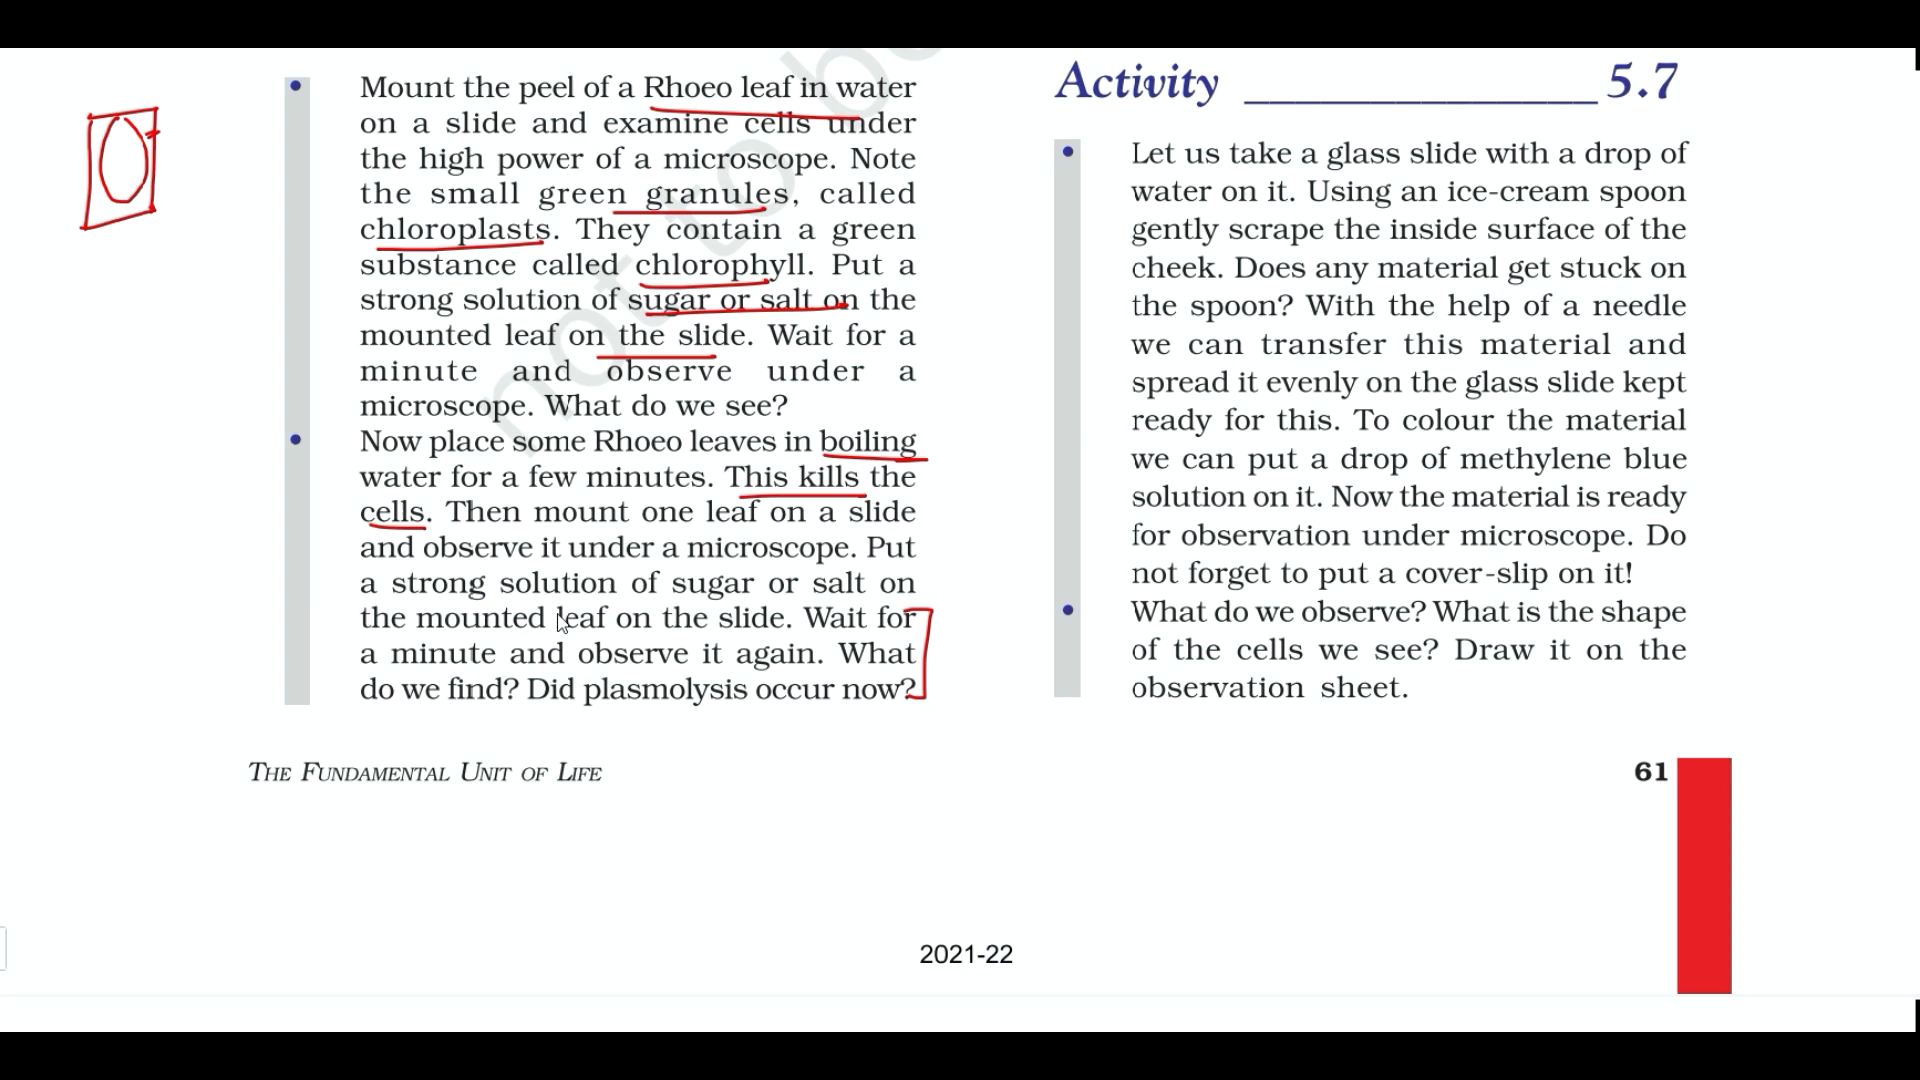 Mount the peel of a Rhoeo leaf in water
on a slide and examine cells under
the high power of a microscope. Note
the small green granules, called
chloroplasts. They contain a green
substance called chlorophyll. Put a
strong solution of sugar or salt on the
mounted leaf on the slide. Wait for a
minute and observe under a
microscope. What do we see?
Now place some Rhoeo leaves in boiling
water for a few minutes. This kills the
cells. Then mount one leaf on a slide
and observe it under a microscope. Put
a strong solution of sugar or salt on
the mounted leaf on the slide. Wait for
a minute and observe it again. What
do we find? Did plasmolysis occur now?
Activity 5.7
Let us take a glass slide with a drop of
water on it. Using an ice-cream spoon
gently scrape the inside surface of the
cheek. Does any material get stuck on
the spoon? With the help of a needle
we can transfer this material and
spread it evenly on the glass slide kept
ready for this. To colour the material
we can put a drop of methylene blue
solution on it. Now the material is ready
for observation under microscope. Do
not forget to put a cover-slip on it!
What do we observe? What is the shape
of the cells we see? Draw it on the
observation sheet.
THE FUNDAMENTAL UNIT OF LIFE
61
2021-22
not to be